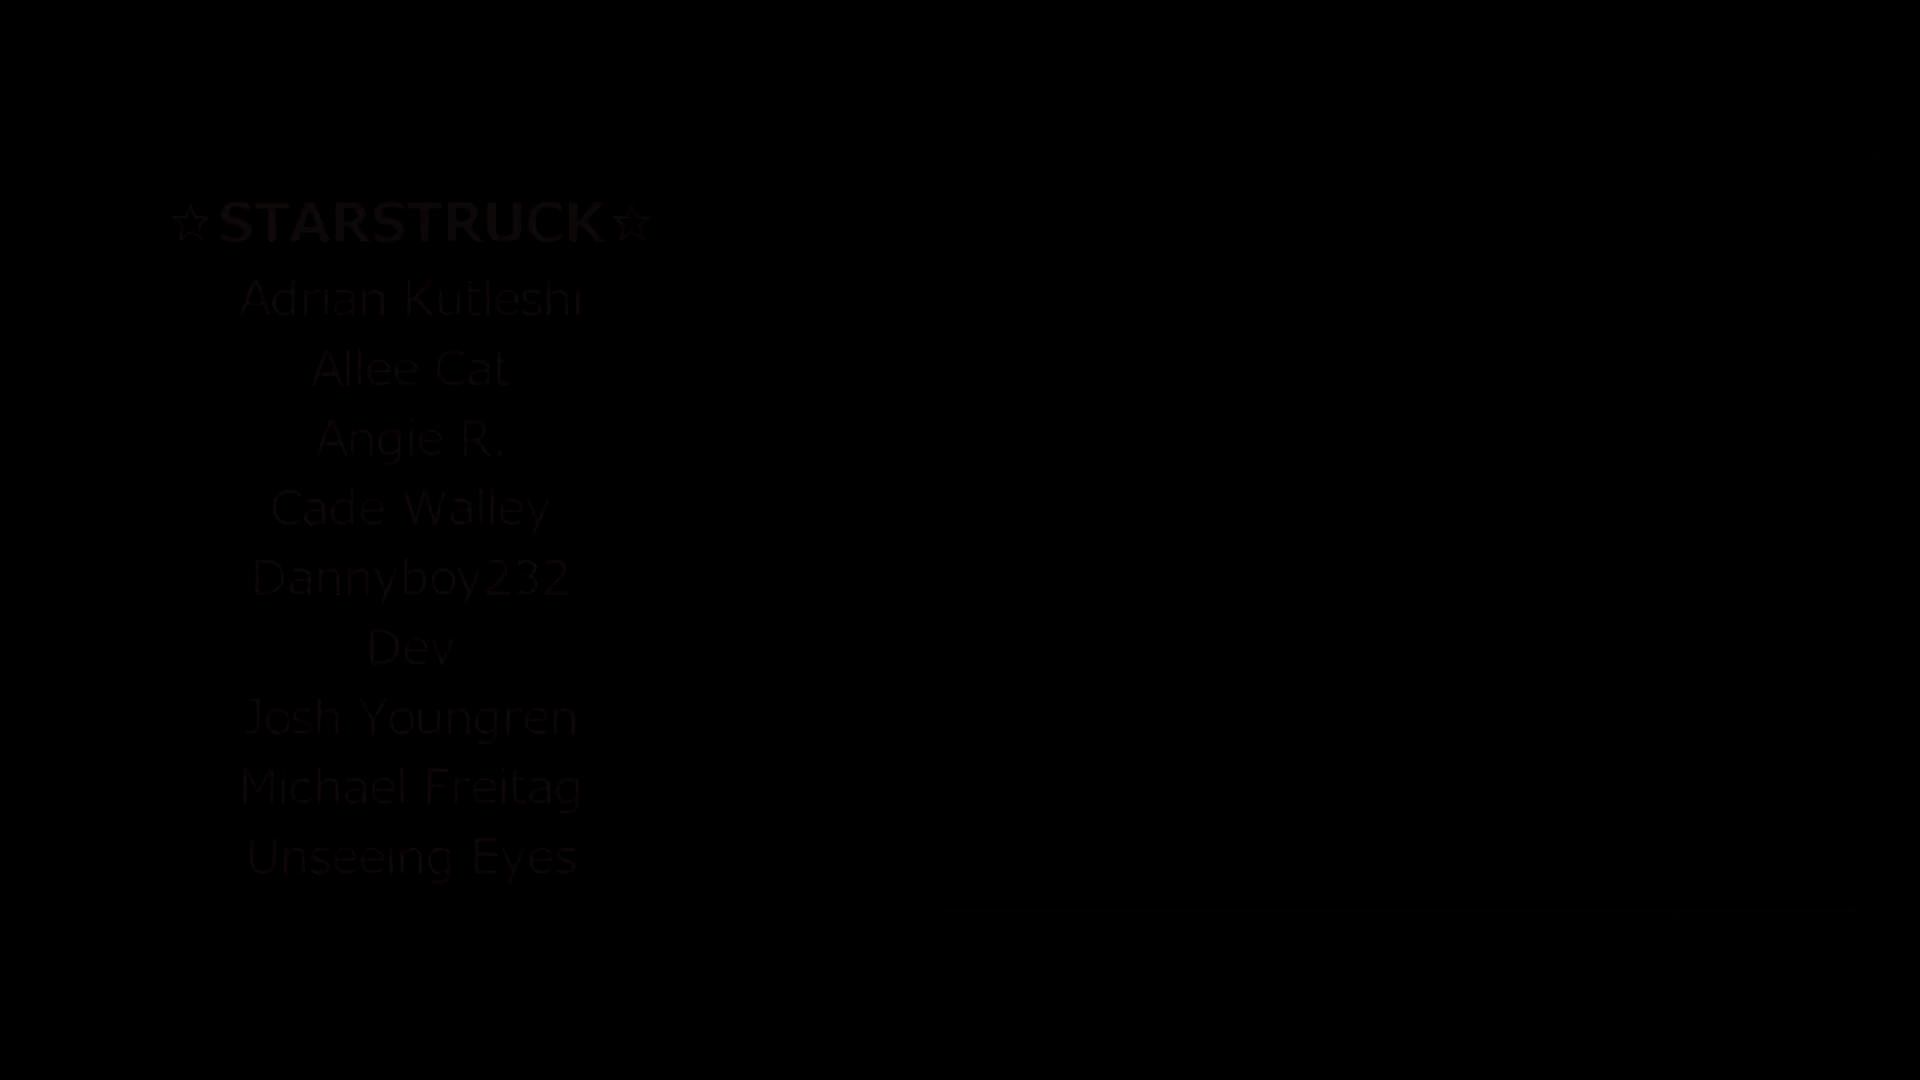 ☆STARSTRUCK☆
Adrian Kutleshi
Allee Cat
Angie R.
Cade Walley
Dannyboy232
Dev
Josh Youngren
Michael Freitag
Unseeing Eyes